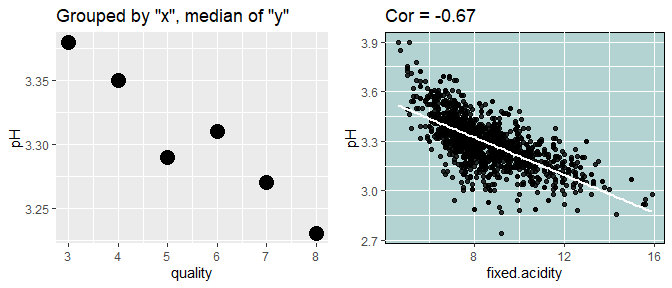 Grouped by "x", median of "y"
pH
3.35
3.30
3.25
3
4
5
6
7
8
quality
Cor = -0.67
pH
3.9
3.6
3.3
3.0
2.7
8
12
16
fixed.acidity